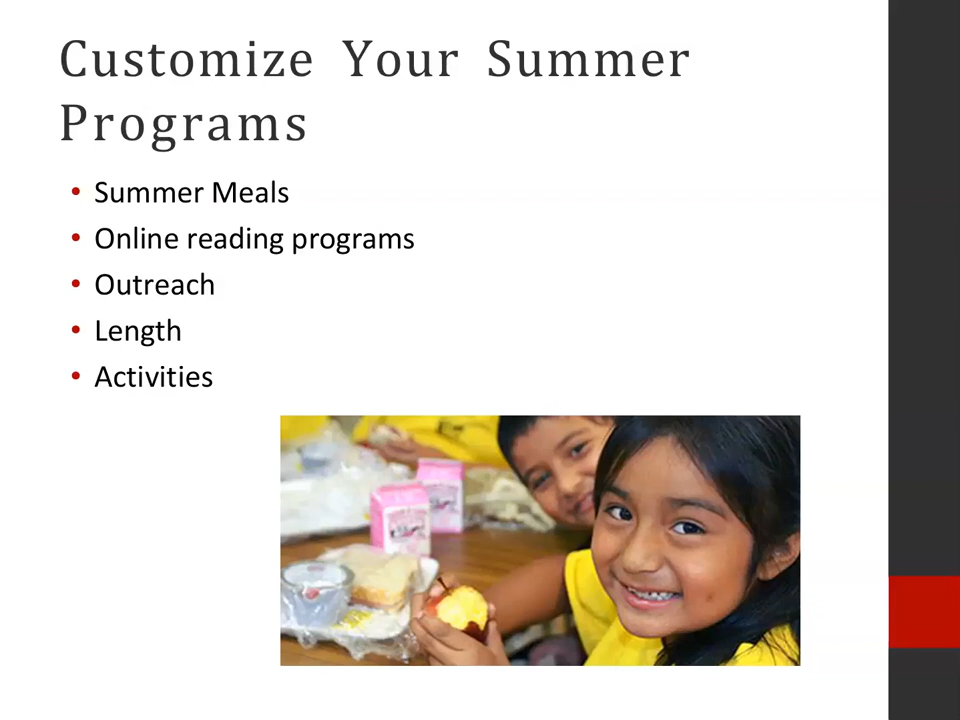 Customize Your Summer
Programs
• Summer Meals
• Online reading programs
• Outreach
• Length
• Activities